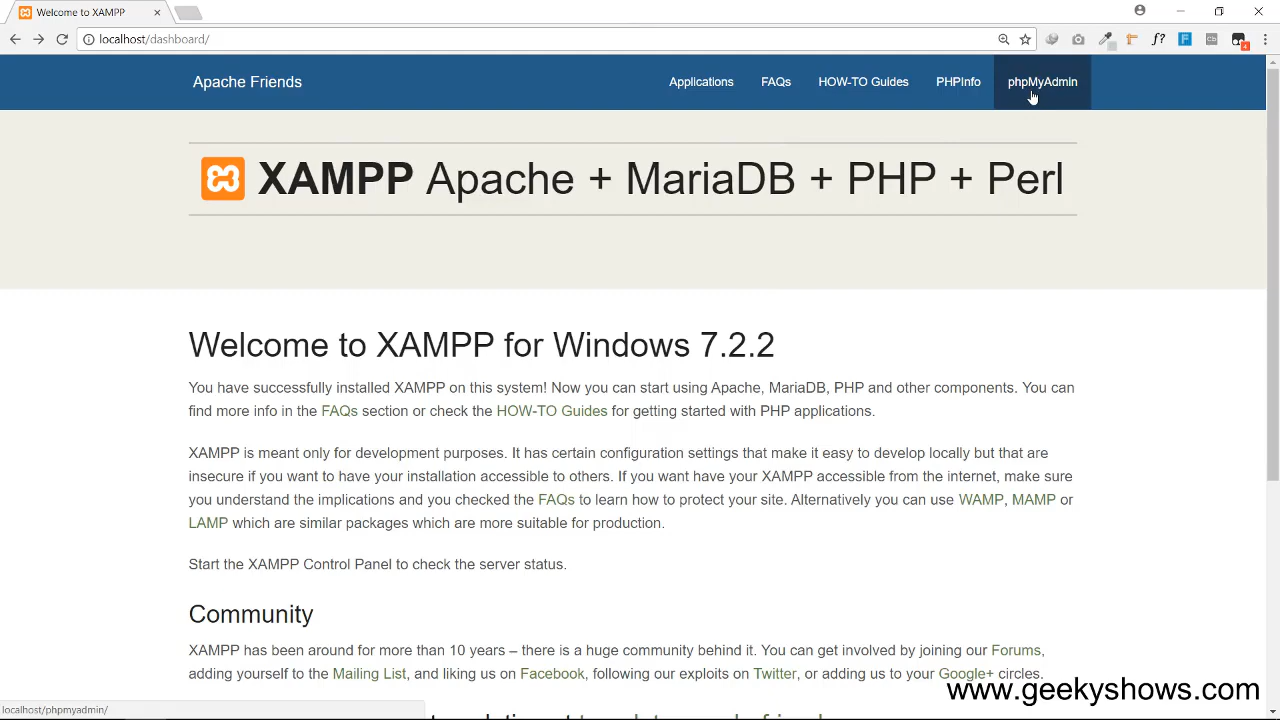 Welcome to XAMPP
localhost/dashboard/
f?
F
Cb
4
Apache Friends
Applications FAQs HOW-TO Guides PHPInfo phpMyAdmin
XAMPP Apache + MariaDB + PHP + Perl
Welcome to XAMPP for Windows 7.2.2
You have successfully installed XAMPP on this system! Now you can start using Apache, MariaDB, PHP and other components. You can
find more info in the FAQs section or check the HOW-TO Guides for getting started with PHP applications.
XAMPP is meant only for development purposes. It has certain configuration settings that make it easy to develop locally but that are
insecure if you want to have your installation accessible to others. If you want have your XAMPP accessible from the internet, make sure
you understand the implications and you checked the FAQs to learn how to protect your site. Alternatively you can use WAMP, MAMP or
LAMP which are similar packages which are more suitable for production.
Start the XAMPP Control Panel to check the server status.
Community
XAMPP has been around for more than 10 years – there is a huge community behind it. You can get involved by joining our Forums,
adding yourself to the Mailing List, and liking us on Facebook, following our exploits on Twitter, or adding us to your Google+ circles.
www.geekyshows.com
localhost/phpmyadmin/